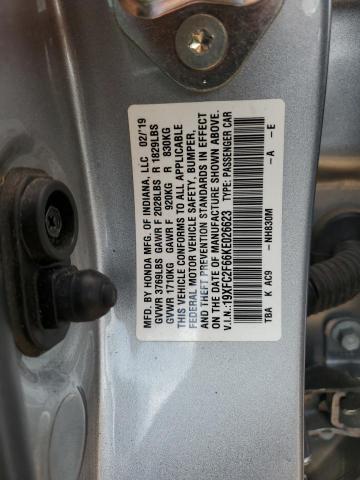 MFD. BY HONDA MFG. OF INDIANA, LLC 02/'19
GVWR 3769LBS GAWR F 2028LBS R 1829LBS
GVWR 1710KG GAWR F 920KG R 830KG
THIS VEHICLE CONFORMS TO ALL APPLICABLE
FEDERAL MOTOR VEHICLE SAFETY, BUMPER,
AND THEFT PREVENTION STANDARDS IN EFFECT
ON THE DATE OF MANUFACTURE SHOWN ABOVE.
V.I.N.:19XFC2F66KE026623 TYPE: PASSENGER CAR
TBA K AC9 -NH830M -A -E